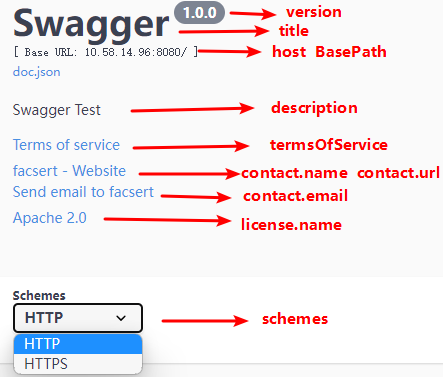 Swagger 1.0.0 version
title
[ Base URL: 10.58.14.96:8080/ ] host BasePath
doc.json
Swagger Test description
Terms of service termsOfService
facsert - Website contact.name contact.url
Send email to facsert contact.email
Apache 2.0 license.name
Schemes
HTTP schemes
HTTP
HTTPS